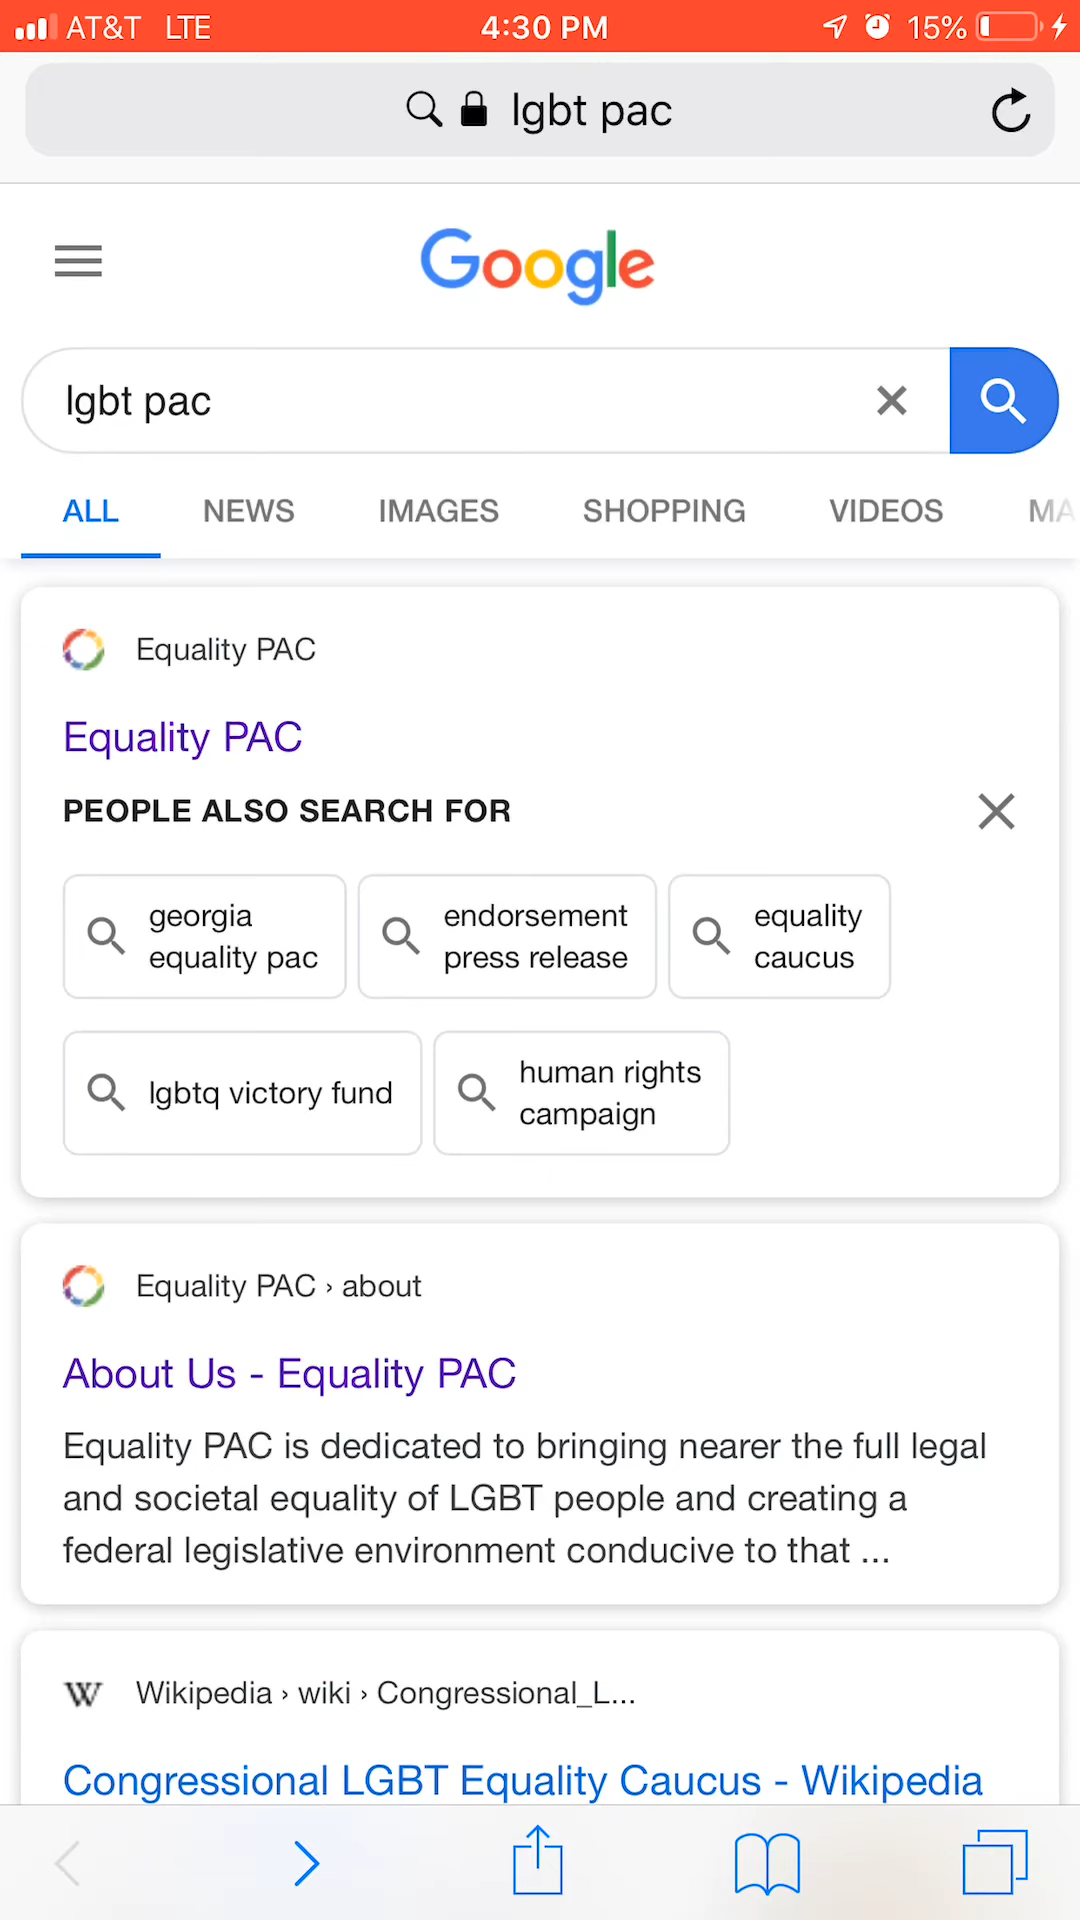 AT&T LTE 4:30 PM 15%
lgbt pac
Google
lgbt pac
ALL NEWS IMAGES SHOPPING VIDEOS MA
Equality PAC
Equality PAC
PEOPLE ALSO SEARCH FOR
georgia
equality pac
endorsement
press release
equality
caucus
lgbtq victory fund
human rights
campaign
Equality PAC › about
About Us - Equality PAC
Equality PAC is dedicated to bringing nearer the full legal
and societal equality of LGBT people and creating a
federal legislative environment conducive to that ...
W Wikipedia › wiki › Congressional_L...
Congressional LGBT Equality Caucus - Wikipedia